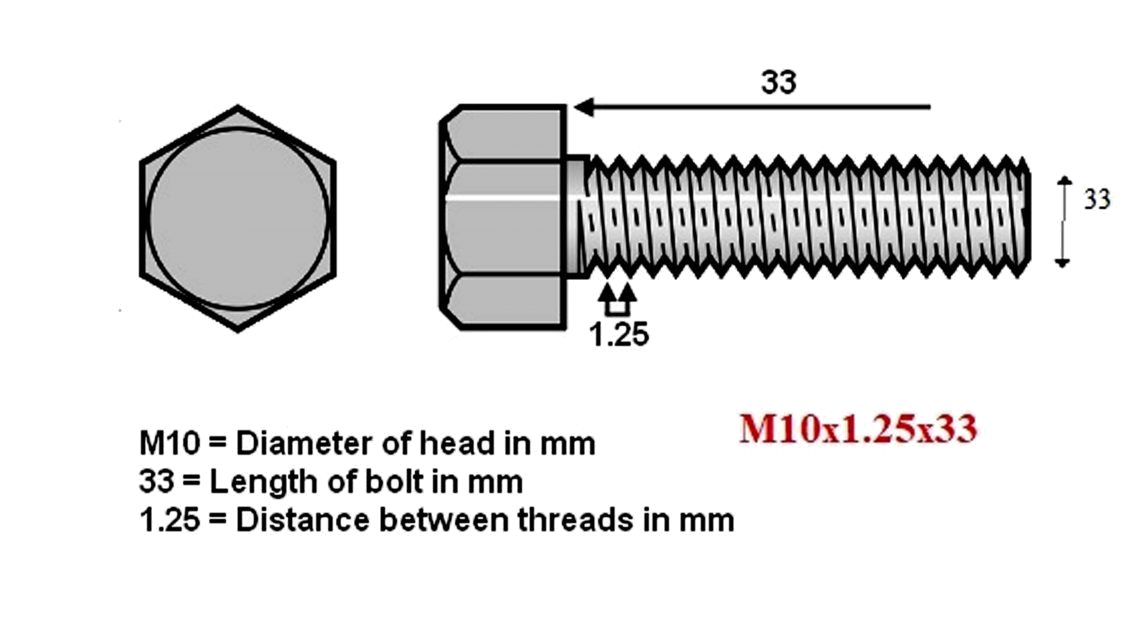 33
33
1.25
M10x1.25x33
M10 = Diameter of head in mm
33 = Length of bolt in mm
1.25 = Distance between threads in mm